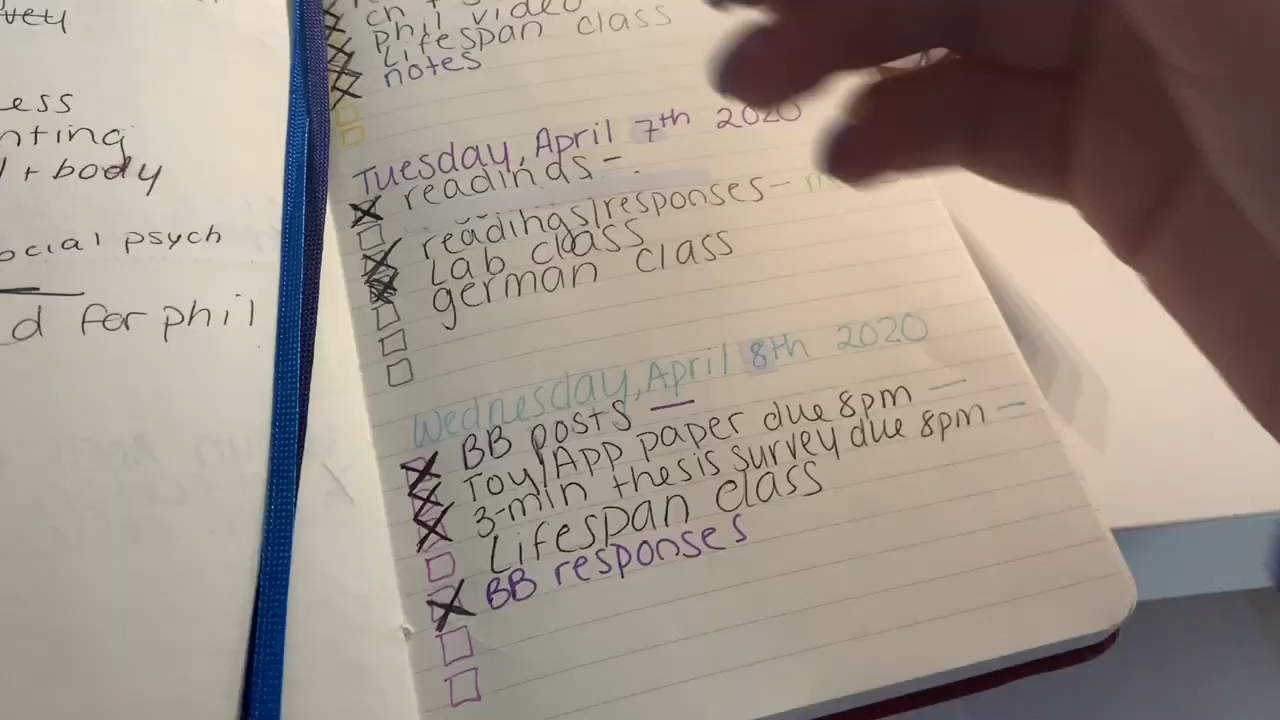 ess
nting
+ body
ocial psych
d for phil
ch +
phil video
Lifespan class
notes
Tuesday, April 7th 2020
readings -
readings/responses -
Lab class
german class
Wednesday, April 8th 2020
BB posts —
Toy/App paper due 8pm —
3-min thesis survey due 8pm —
Lifespan class
BB responses